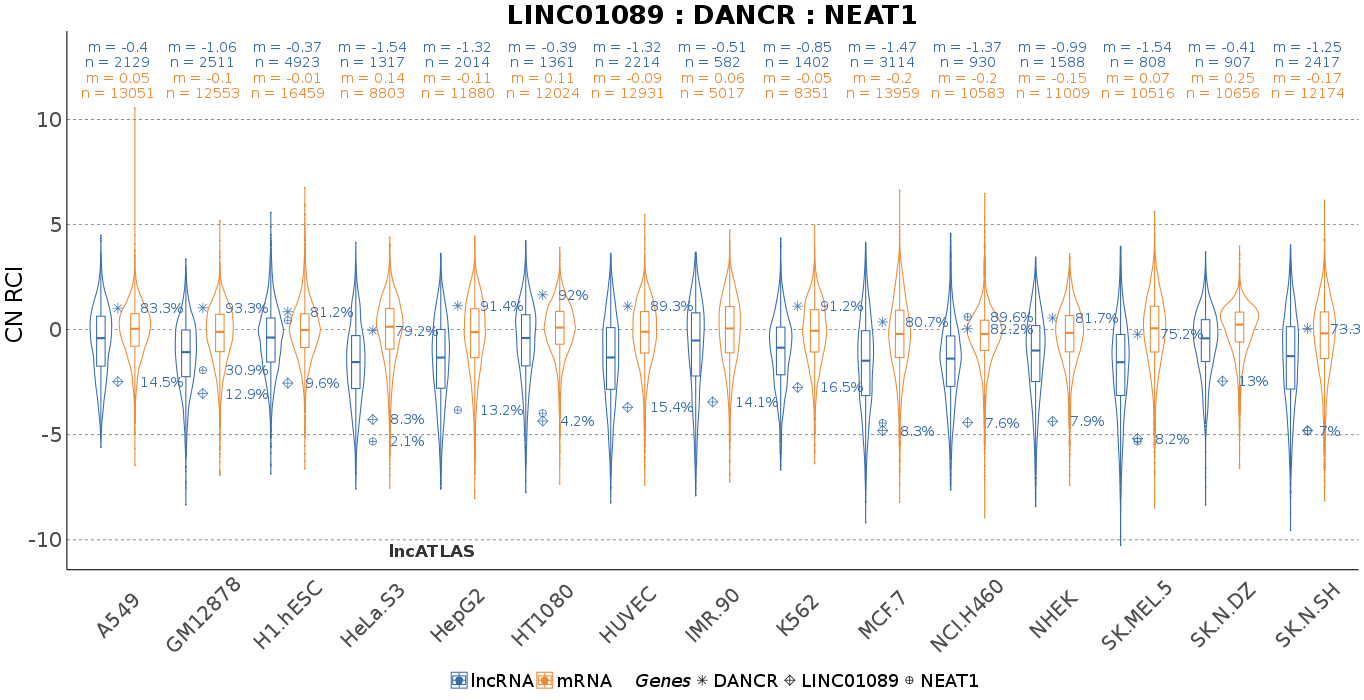 LINC01089 : DANCR : NEAT1
m = -0.4 m = -1.06 m = -0.37 m = -1.54 m = -1.32 m = -0.39 m = -1.32 m = -0.51 m = -0.85 m = -1.47 m = -1.37 m = -0.99 m = -1.54 m = -0.41 m = -1.25
n = 2129 n = 2511 n = 4923 n = 1317 n = 2014 n = 1361 n = 2214 n = 582 n = 1402 n = 3114 n = 930 n = 1588 n = 808 n = 907 n = 2417
m = 0.05 m = -0.1 m = -0.01 m = 0.14 m = -0.11 m = 0.11 m = -0.09 m = 0.06 m = -0.05 m = -0.2 m = -0.2 m = -0.15 m = 0.07 m = 0.25 m = -0.17
n = 13051 n = 12553 n = 16459 n = 8803 n = 11880 n = 12024 n = 12931 n = 5017 n = 8351 n = 13959 n = 10583 n = 11009 n = 10516 n = 10656 n = 12174
10
5
0
-5
-10
CN RCI
83.3% 93.3% 81.2% 79.2% 91.4% 92% 89.3% 91.2% 80.7% 89.6% 82.2% 81.7% 75.2% 73.3
14.5% 30.9% 12.9% 9.6% 8.3% 2.1% 13.2% 4.2% 15.4% 14.1% 16.5% 8.3% 7.6% 7.9% 8.2% 13% 7%
lncATLAS
A549 GM12878 H1.hESC HeLa.S3 HepG2 HT1080 HUVEC IMR.90 K562 MCF.7 NCI.H460 NHEK SK.MEL.5 SK.N.DZ SK.N.SH
lncRNA mRNA Genes DANCR LINC01089 NEAT1